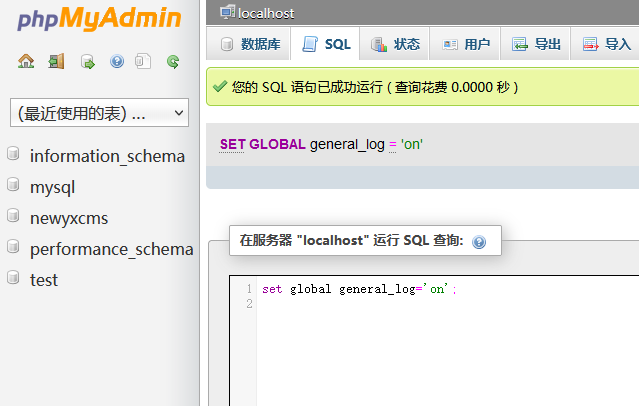 phpMyAdmin
(最近使用的表) ...
information_schema
mysql
newyxcms
performance_schema
test
localhost
数据库
SQL
状态
用户
导出
导入
您的 SQL 语句已成功运行 ( 查询花费 0.0000 秒 )
SET GLOBAL general_log = 'on'
在服务器 "localhost" 运行 SQL 查询:
1 set global general_log='on';
2